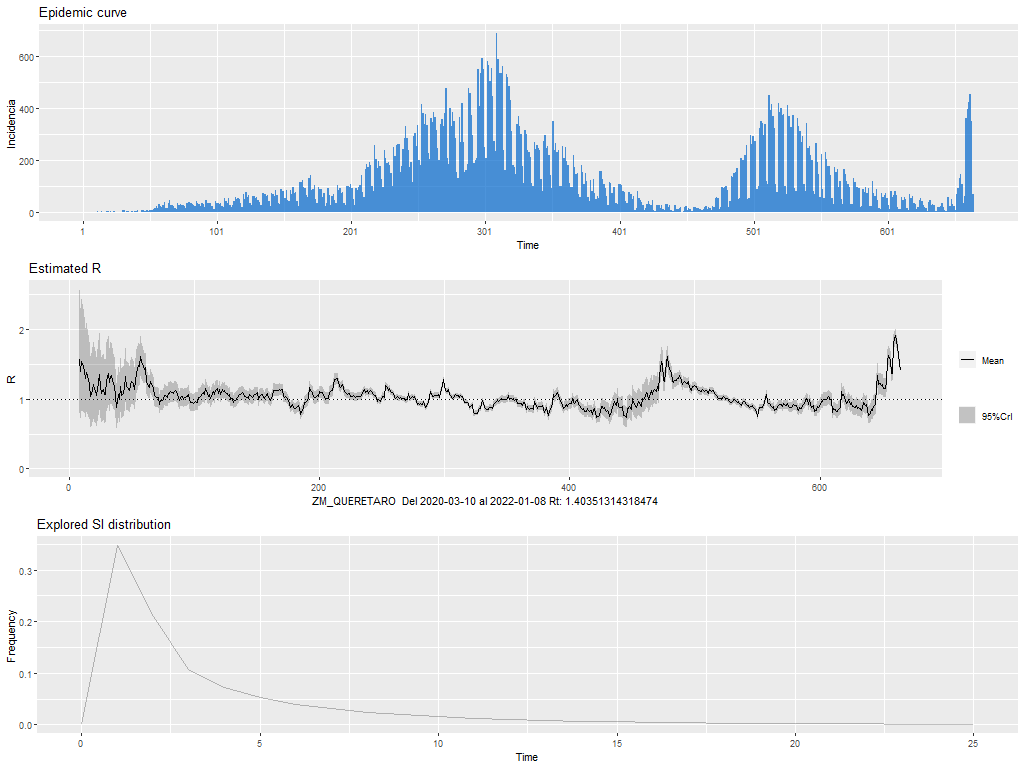 Epidemic curve
600
400
200
0
Incidencia
1
101
201
301
401
501
601
Time
Estimated R
2
1
0
R
0
200
400
600
Mean
95%CrI
ZM_QUERETARO Del 2020-03-10 al 2022-01-08 Rt: 1.40351314318474
Explored SI distribution
0.3
0.2
0.1
0.0
Frequency
0
5
10
15
20
25
Time